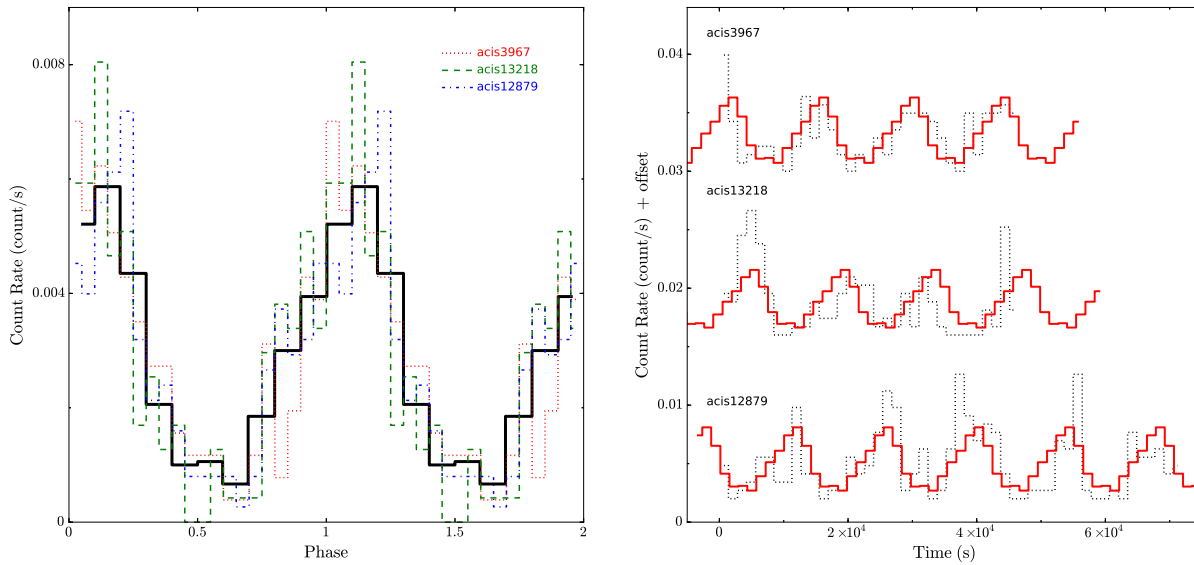 acis3967
acis13218
acis12879
0.008
0.004
0
Count Rate (count/s)
0
0.5
1
1.5
2
Phase
acis3967
acis13218
acis12879
0.04
0.03
0.02
0.01
0
Count Rate (count/s) + offset
0
2×10⁴
4×10⁴
6×10⁴
Time (s)